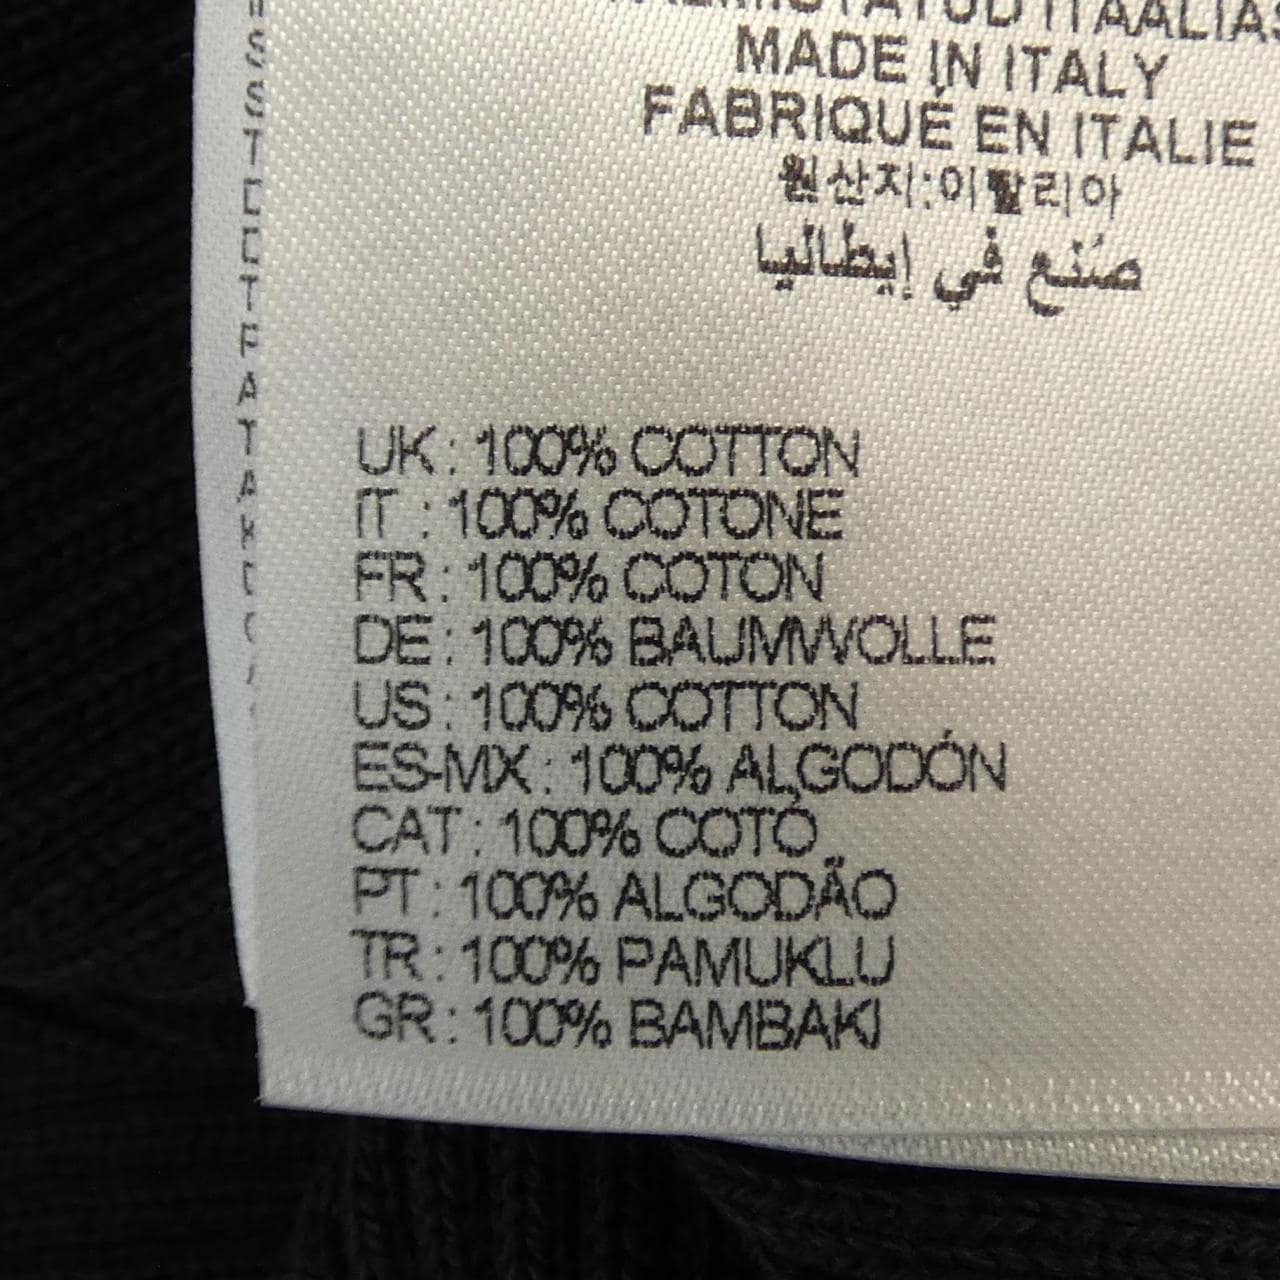 MADE IN ITALY
FABRIQUÉ EN ITALIE
원산지:이탈리아
صُنع في إيطاليا
UK : 100% COTTON
IT : 100% COTONE
FR : 100% COTON
DE : 100% BAUMWOLLE
US : 100% COTTON
ES-MX : 100% ALGODÓN
CAT : 100% COTÓ
PT : 100% ALGODÃO
TR : 100% PAMUKLU
GR : 100% BAMBAKI